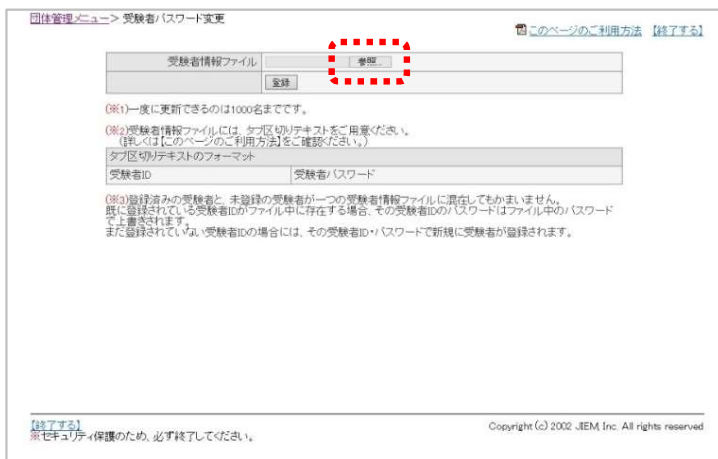 団体管理メニュー> 受験者パスワード変更
このページのご利用方法 【終了する】
受験者情報ファイル 参照...
登録
(※1)一度に更新できるのは1000名までです。
(※2)受験者情報ファイルには、タブ区切りテキストをご用意ください。
(詳しくは【このページのご利用方法】をご確認ください。)
タブ区切りテキストのフォーマット
受験者ID 受験者パスワード
(※3)登録済みの受験者と、未登録の受験者が一つの受験者情報ファイルに混在してもかまいません。
既に登録されている受験者IDがファイル中に存在する場合、その受験者IDのパスワードはファイル中のパスワード
で上書きされます。
まだ登録されていない受験者IDの場合には、その受験者ID・パスワードで新規に受験者が登録されます。
【終了する】
※セキュリティ保護のため、必ず終了してください。
Copyright (c) 2002 JIEM, Inc. All rights reserved